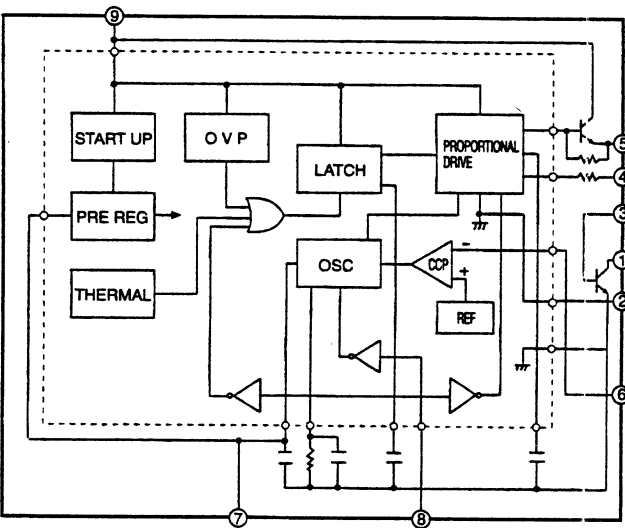 9
START UP
O V P
LATCH
PROPORTIONAL
DRIVE
5
4
PRE REG
3
THERMAL
OSC
CCP
-
+
REF
1
2
6
7
8